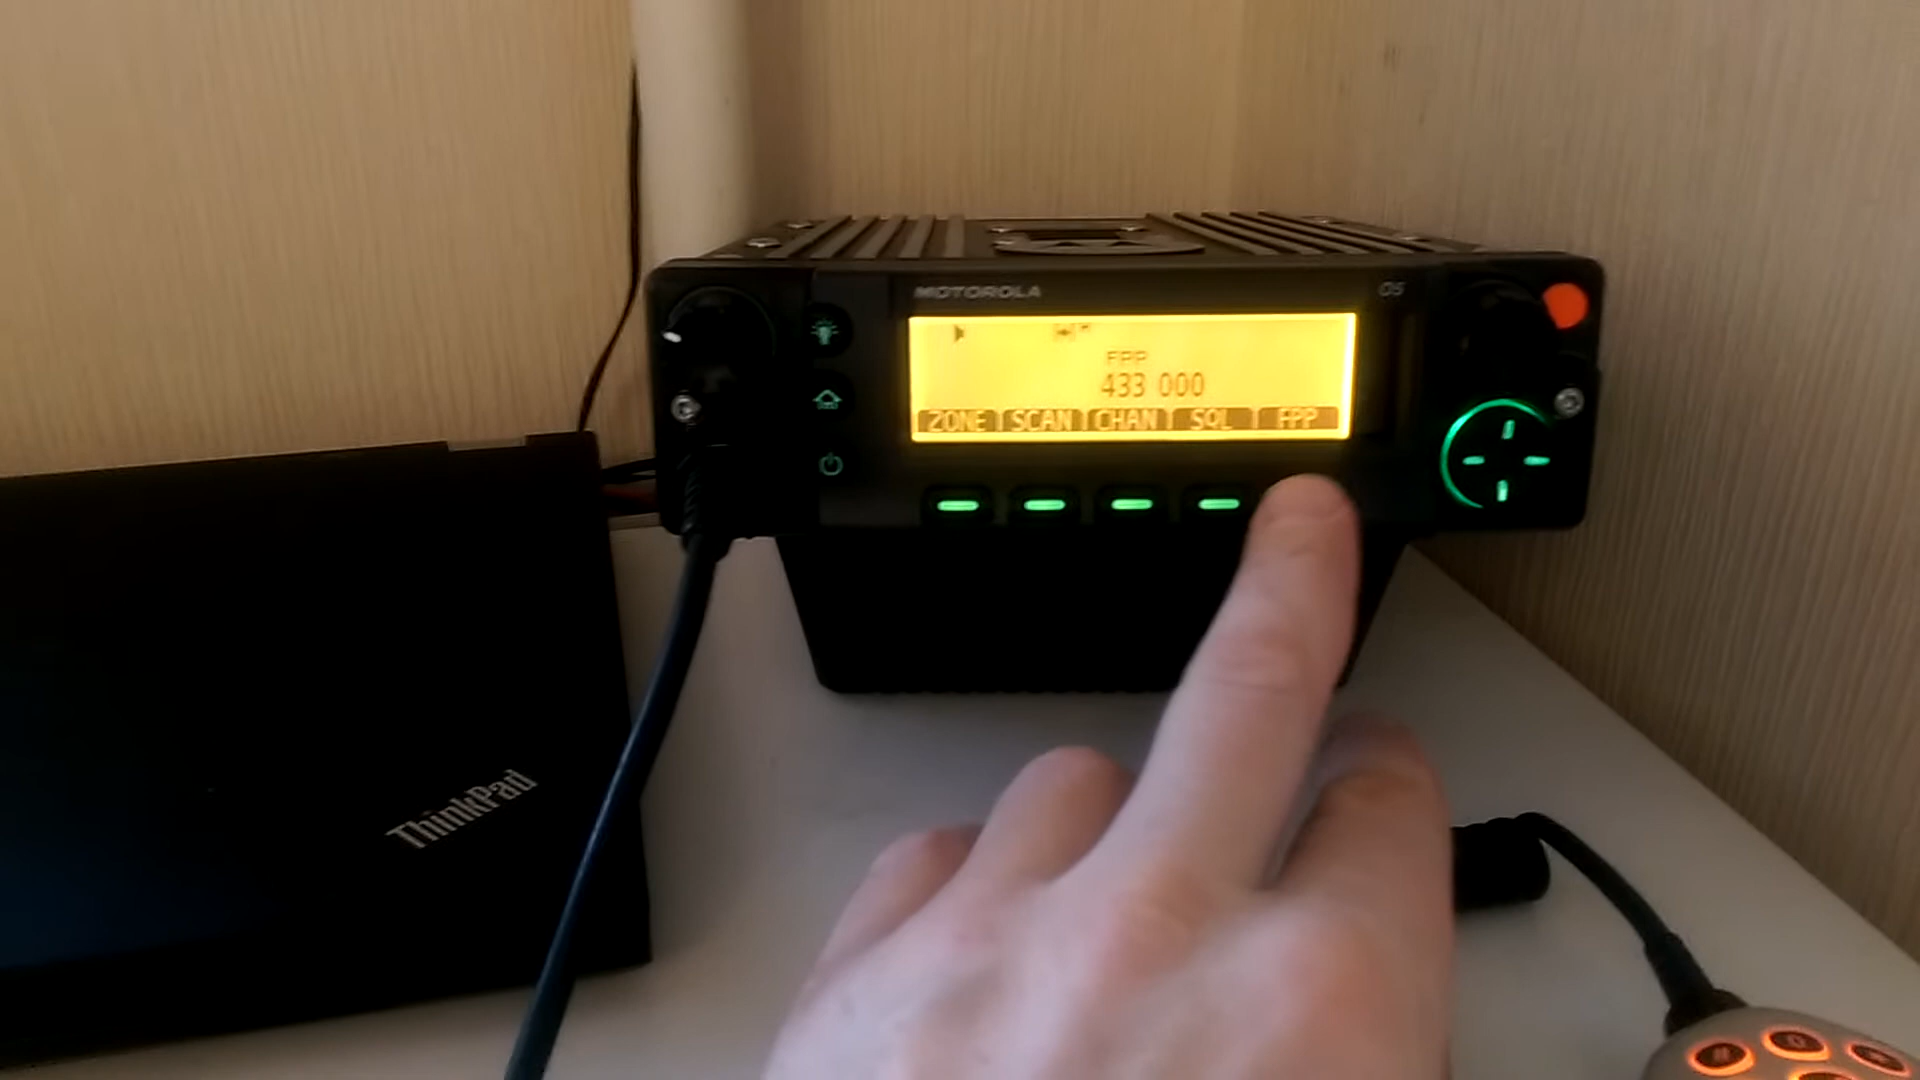 MOTOROLA O5
FPP
433 000
ZONE SCAN CHAN SQL FPP
ThinkPad